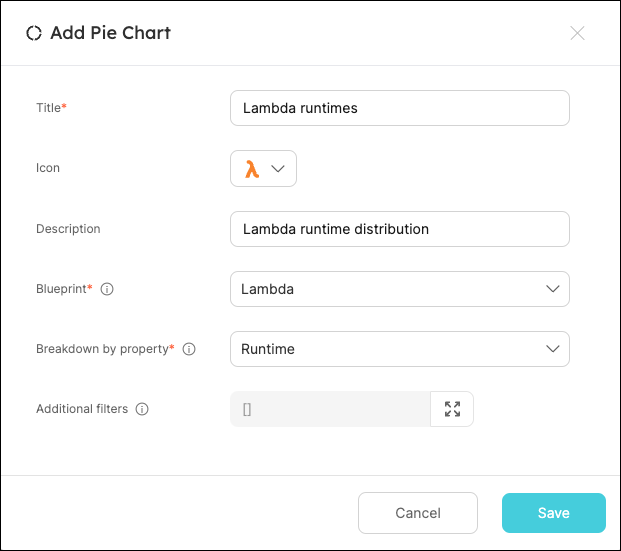 Add Pie Chart
Title* Lambda runtimes
Icon
Description Lambda runtime distribution
Blueprint* Lambda
Breakdown by property* Runtime
Additional filters []
Cancel Save